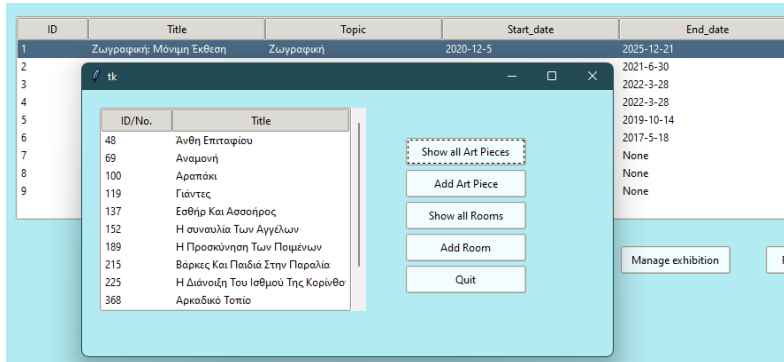 ID Title Topic Start_date End_date
1 Ζωγραφική: Μόνιμη Έκθεση Ζωγραφική 2020-12-5 2025-12-21
2 2021-6-30
3 2022-3-28
4 2022-3-28
5 2019-10-14
6 2017-5-18
7 None
8 None
9 None
Manage exhibition
tk
ID/No. Title
48 Άνθη Επιταφίου
69 Αναμονή
100 Αραπάκι
119 Γιάντες
137 Εσθήρ Και Ασσοήρος
152 Η συναυλία Των Αγγέλων
189 Η Προσκύνηση Των Ποιμένων
215 Βάρκες Και Παιδιά Στην Παραλία
225 Η Διάνοιξη Του Ισθμού Της Κορίνθο
368 Αρκαδικό Τοπίο
Show all Art Pieces
Add Art Piece
Show all Rooms
Add Room
Quit